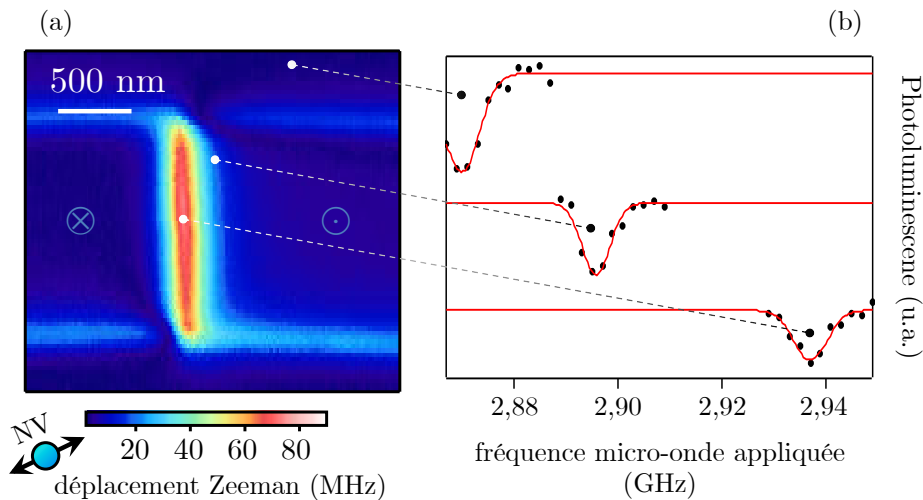 (a)
(b)
500 nm
NV
20 40 60 80
déplacement Zeeman (MHz)
2,88 2,90 2,92 2,94
fréquence micro-onde appliquée
(GHz)
Photoluminescene (u.a.)